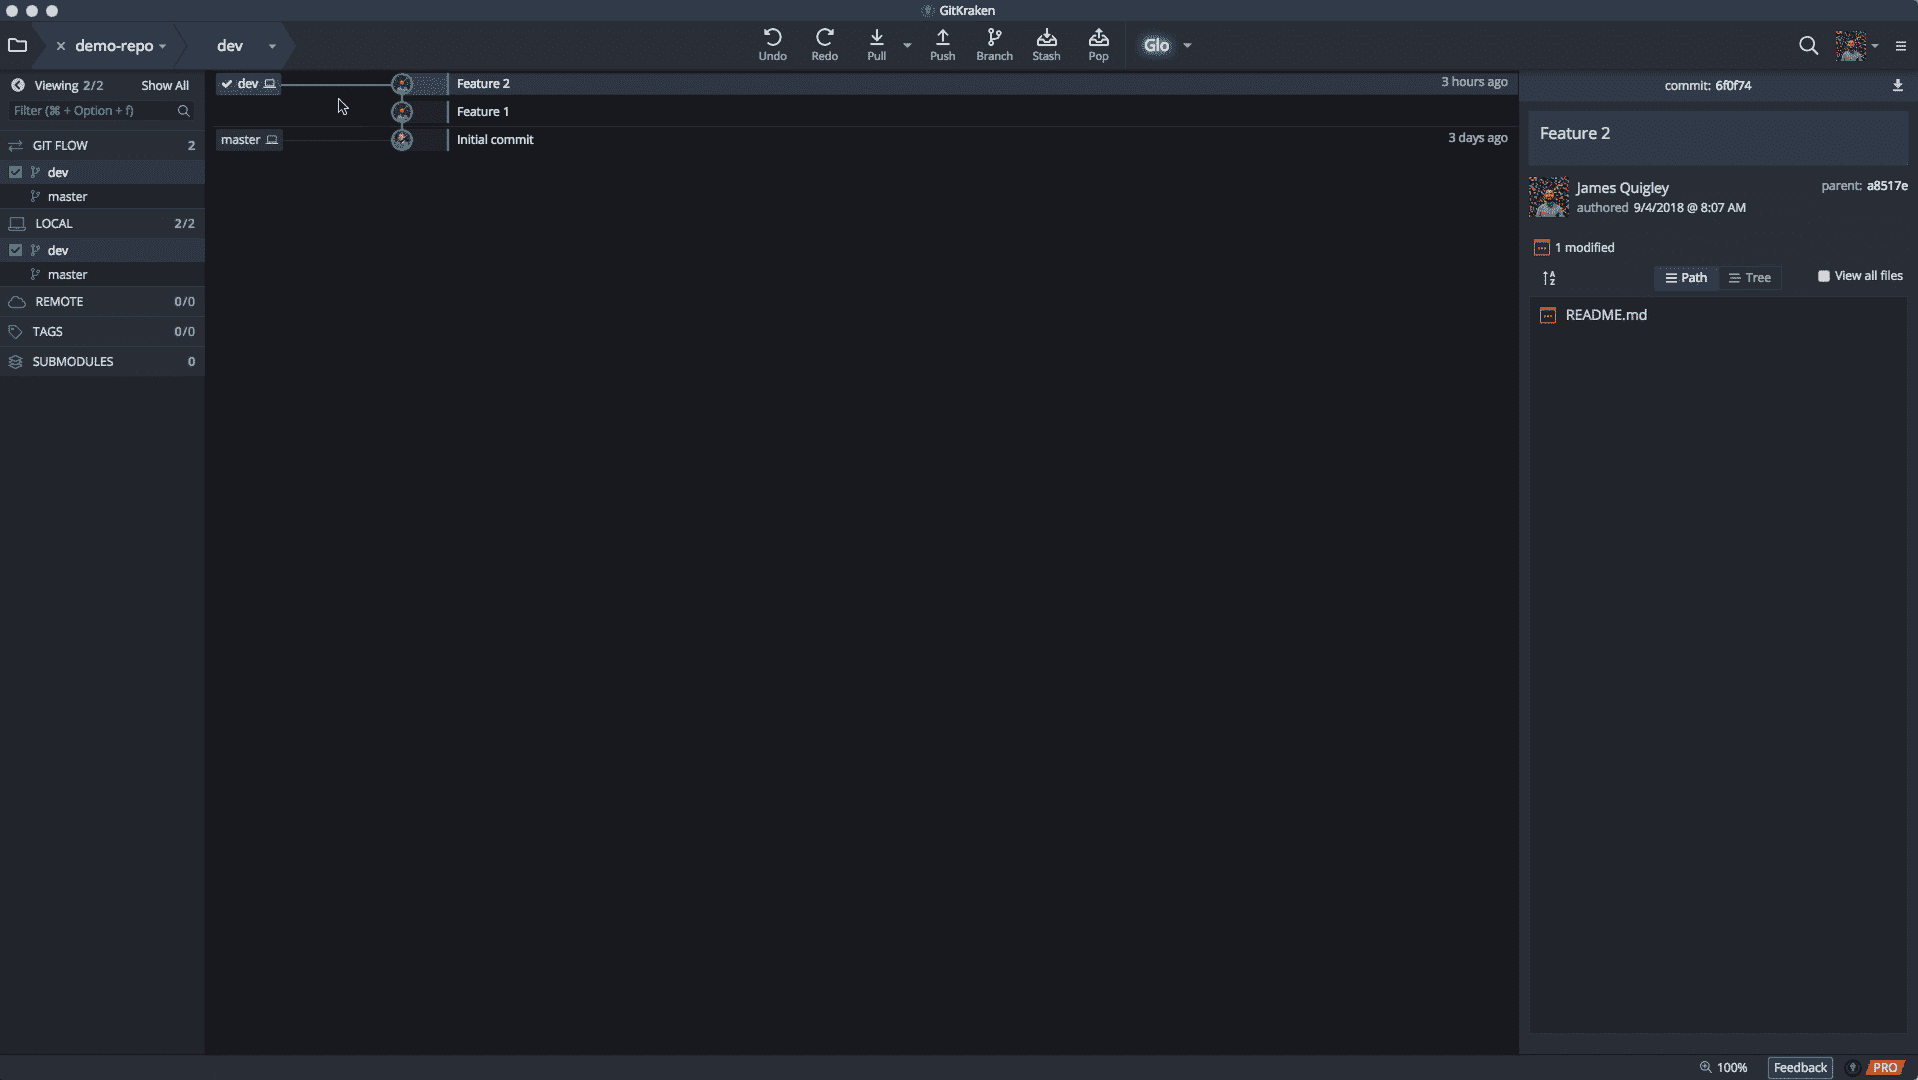 GitKraken
demo-repo
dev
Undo
Redo
Pull
Push
Branch
Stash
Pop
Glo
Viewing 2/2
Show All
Filter (⌘ + Option + f)
GIT FLOW 2
dev
master
LOCAL 2/2
dev
master
REMOTE 0/0
TAGS 0/0
SUBMODULES 0
dev Feature 2 3 hours ago
Feature 1
master Initial commit 3 days ago
commit: 6f0f74
Feature 2
James Quigley parent: a8517e
authored 9/4/2018 @ 8:07 AM
1 modified
Path Tree View all files
README.md
100% Feedback PRO